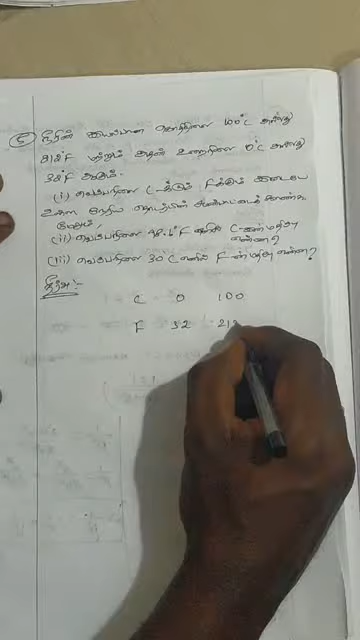 5 நீரின் இயல்பான கொதிநிலை 100°C அல்லது
212°F மற்றும் அதன் உறைநிலை 0°C அல்லது
32°F ஆகும்.
(i) வெப்பநிலை C-க்கும் F க்கும் இடையே
உள்ள நேரிய தொடர்பின் சமன்பாட்டைக் காண்க
மேலும்,
(ii) வெப்பநிலை 98.6°F எனில் C-ன் மதிப்பு
என்ன?
(iii) வெப்பநிலை 30 C எனில் F-ன் மதிப்பு என்ன?
தீர்வு :-
C 0 100
F 32 212